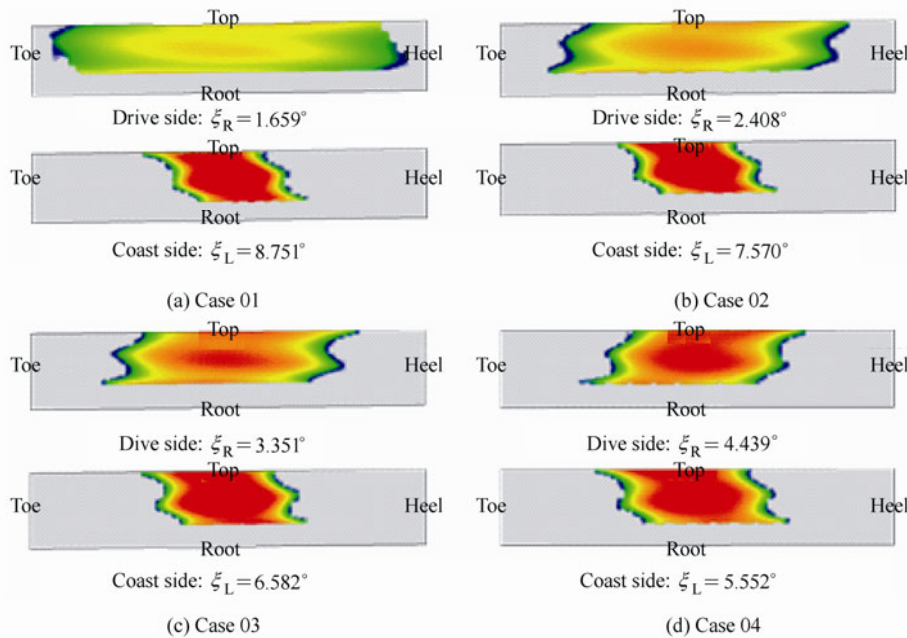 Top
Toe
Heel
Root
Drive side: ξR=1.659°
Top
Toe
Heel
Root
Coast side: ξL=8.751°
(a) Case 01
Top
Toe
Heel
Root
Drive side: ξR=2.408°
Top
Toe
Heel
Root
Coast side: ξL=7.570°
(b) Case 02
Top
Toe
Heel
Root
Dive side: ξR=3.351°
Top
Toe
Heel
Root
Coast side: ξL=6.582°
(c) Case 03
Top
Toe
Heel
Root
Dive side: ξR=4.439°
Top
Toe
Heel
Root
Coast side: ξL=5.552°
(d) Case 04